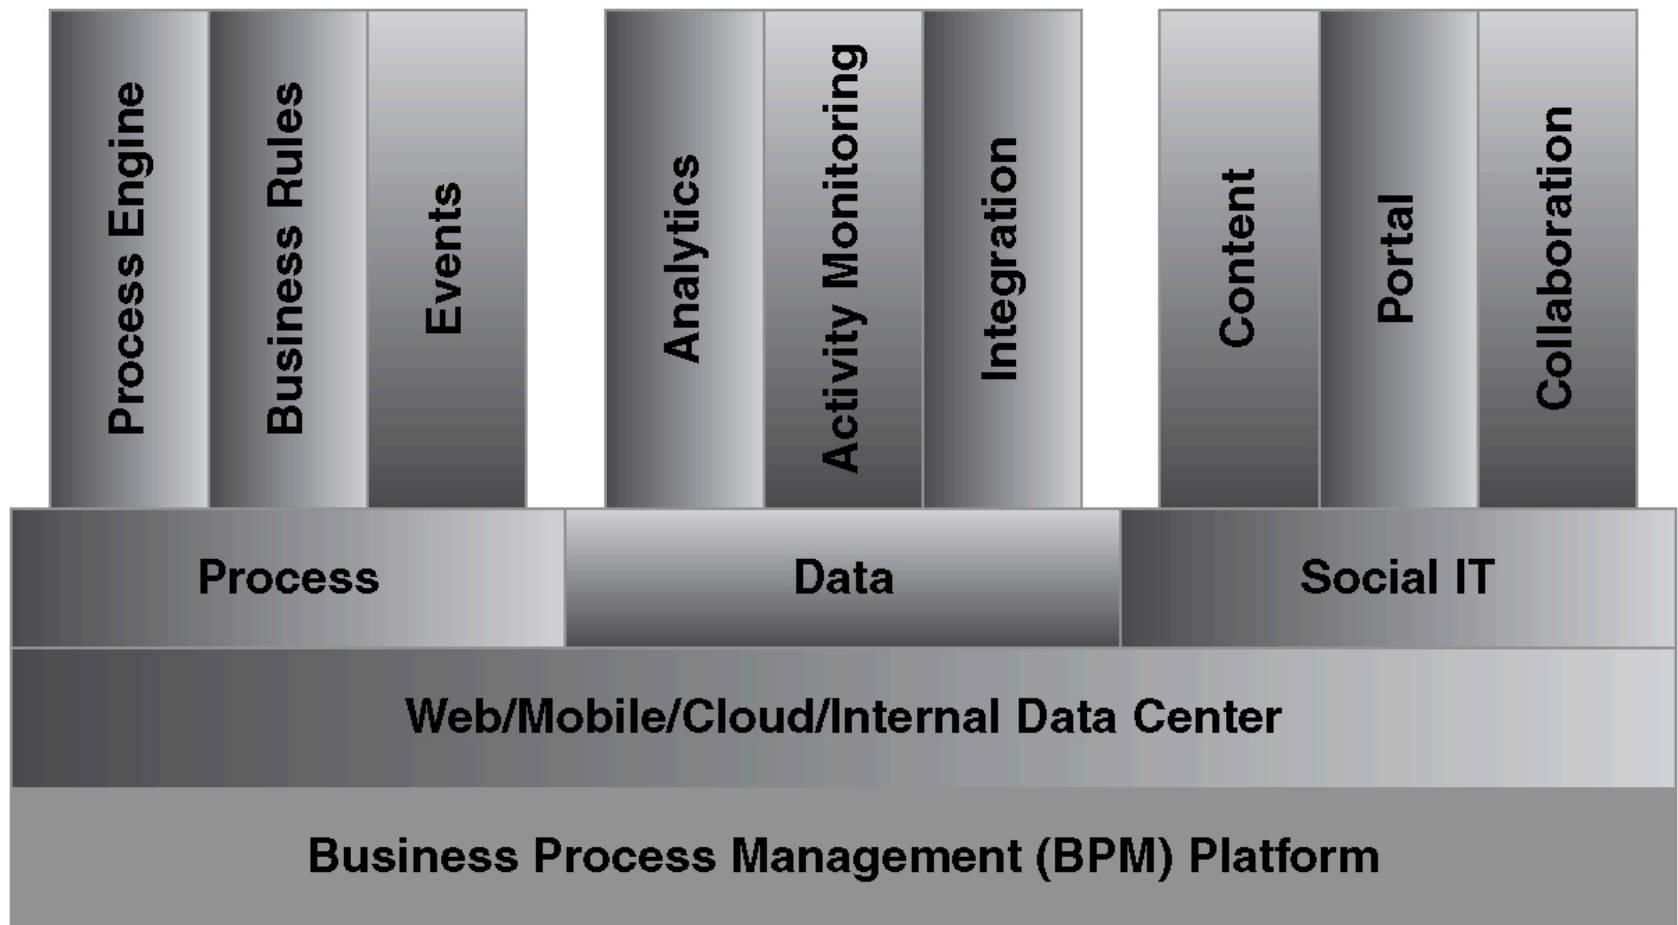 Process Engine
Business Rules
Events
Analytics
Activity Monitoring
Integration
Content
Portal
Collaboration
Process
Data
Social IT
Web/Mobile/Cloud/Internal Data Center
Business Process Management (BPM) Platform